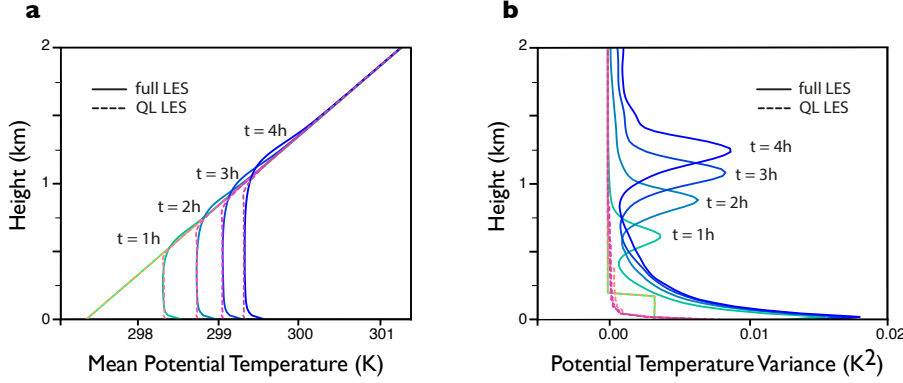 a
b
2
1
0
Height (km)
full LES
QL LES
t = 4h
t = 3h
t = 2h
t = 1h
298
299
300
301
Mean Potential Temperature (K)
2
1
0
Height (km)
full LES
QL LES
t = 4h
t = 3h
t = 2h
t = 1h
0.00
0.01
0.02
Potential Temperature Variance (K²)